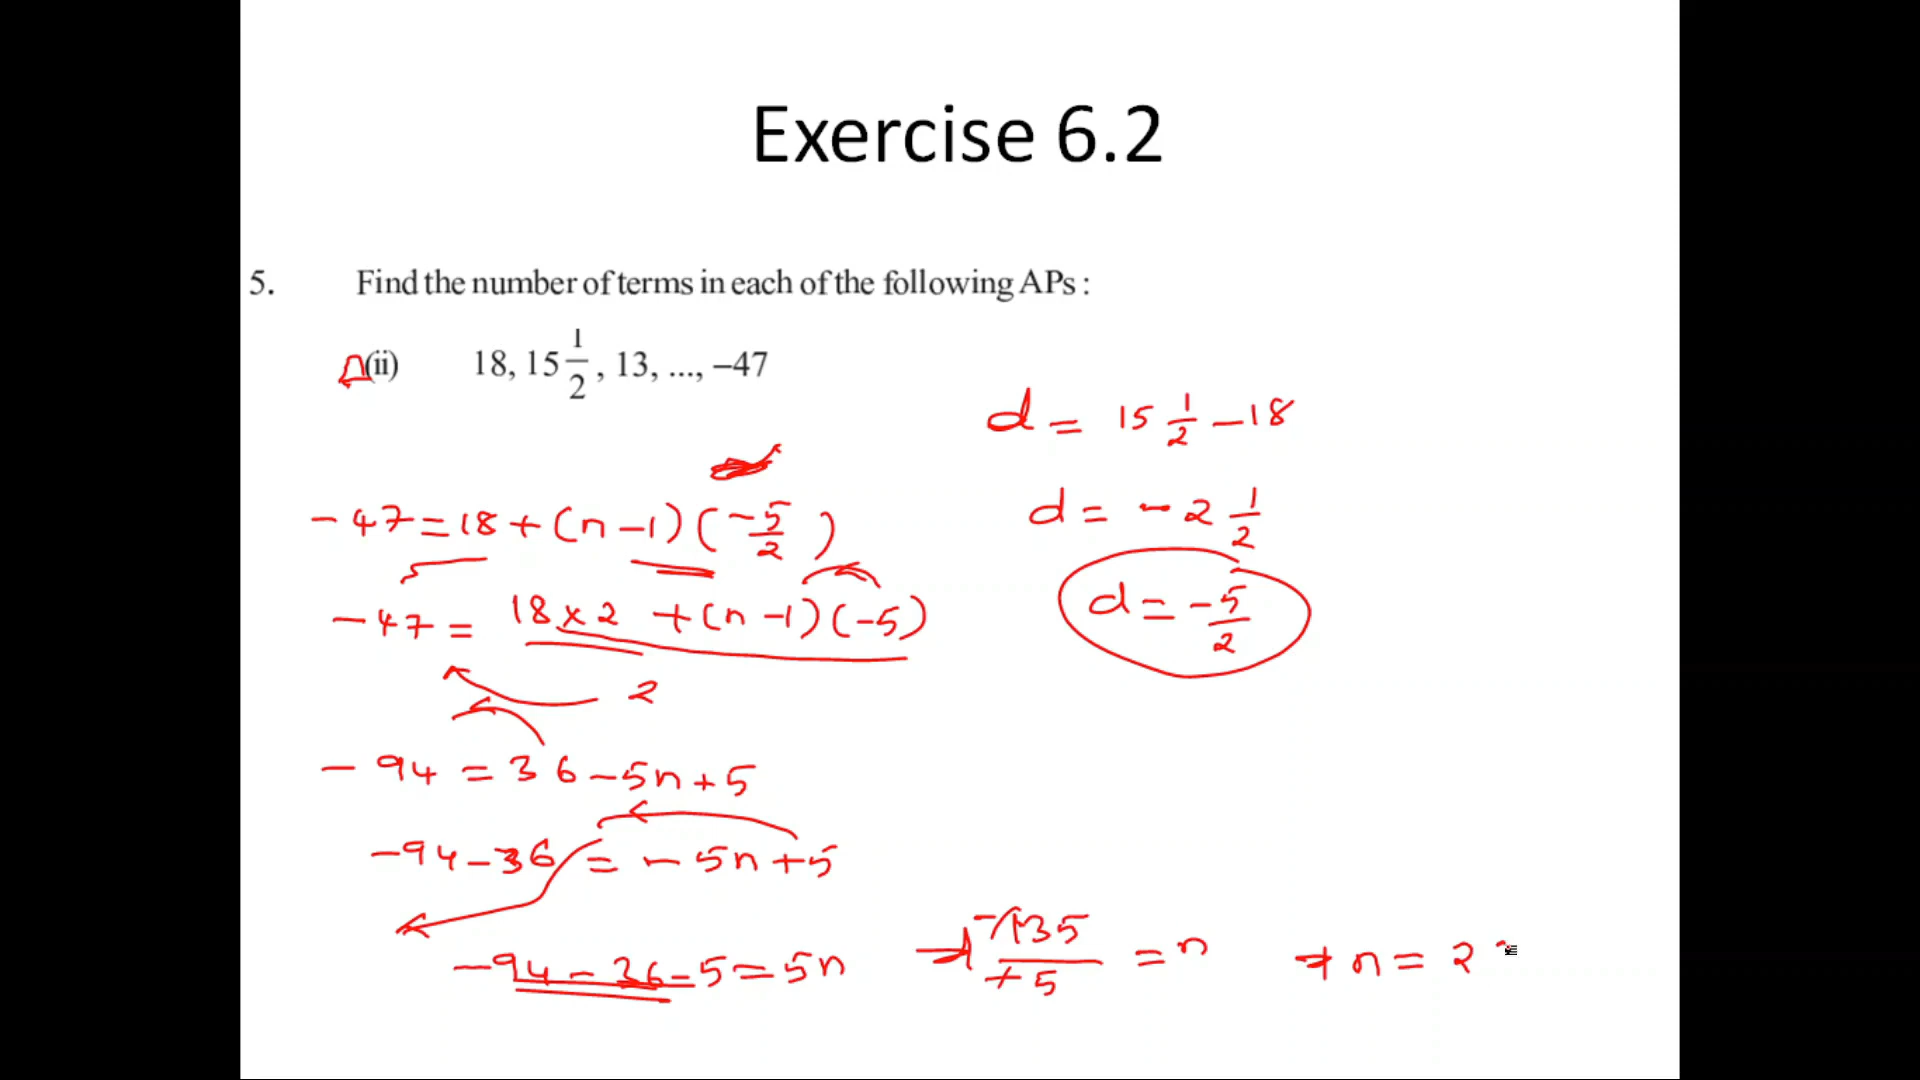 Exercise 6.2
5. Find the number of terms in each of the following APs :
(ii) 18, 15 1/2, 13, ..., –47
d = 15 1/2 – 18
d = – 2 1/2
d = – 5/2
– 47 = 18 + (n – 1) ( – 5/2 )
– 47 = 18 × 2 + (n – 1) (–5)
2
– 94 = 36 – 5n + 5
– 94 – 36 = – 5n + 5
– 94 – 36 – 5 = 5n
–135 / –5 = n
n = 2